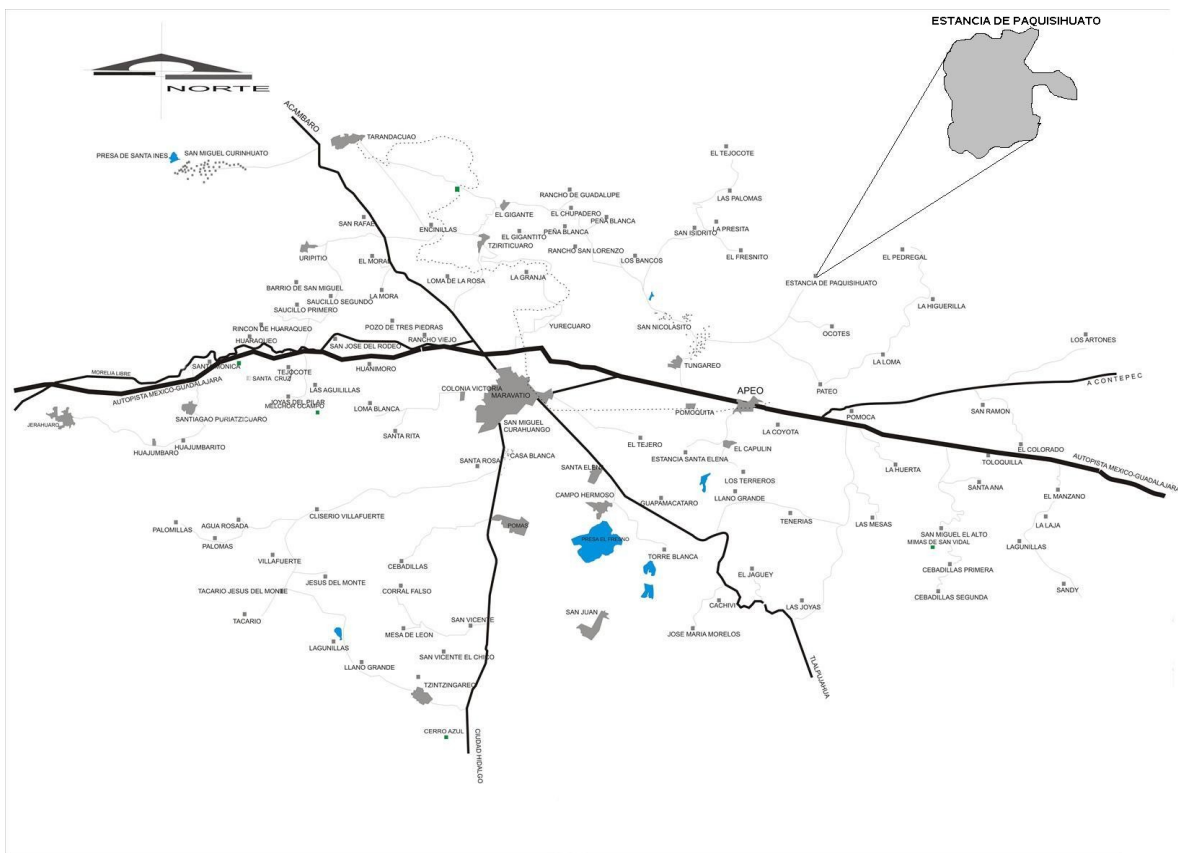 ESTANCIA DE PAQUISIHUATO
NORTE
ACAMBARO
TARANDACUAO
PRESA DE SANTA INES
SAN MIGUEL CURINHUATO
EL TEJOCOTE
RANCHO DE GUADALUPE
LAS PALOMAS
EL GIGANTE
EL CHUPADERO
PEÑA BLANCA
SAN RAFAEL
ENCINILLAS
EL GIGANTITO
PEÑA BLANCA
SAN ISIDRITO
LA PRESITA
TZIRITICUARO
RANCHO SAN LORENZO
URIPITIO
EL MORAL
LOS BANCOS
EL FRESNITO
EL PEDREGAL
LOMA DE LA ROSA
LA GRANJA
ESTANCIA DE PAQUISIHUATO
BARRIO DE SAN MIGUEL
SAUCILLO SEGUNDO
LA MORA
SAUCILLO PRIMERO
LA HIGUERILLA
RINCON DE HUARAQUEO
POZO DE TRES PIEDRAS
YURECUARO
SAN NICOLASITO
OCOTES
HUARAQUEO
SAN JOSE DEL RODEO
RANCHO VIEJO
LOS ARTONES
SANTA MONICA
HUANIMORO
TUNGAREO
LA LOMA
MORELIA LIBRE
TEJOCOTE
SANTA CRUZ
AUTOPISTA MEXICO-GUADALAJARA
LAS AGUILILLAS
COLONIA VICTORIA
MARAVATIO
APEO
PATEO
A CONTEPEC
JOYAS DEL PILAR
MELCHOR OCAMPO
LOMA BLANCA
POMOQUITA
POMOCA
SAN RAMON
JERAHUARO
SANTIAGAO PURIATZICUARO
SAN MIGUEL
CURAHUANGO
LA COYOTA
SANTA RITA
HUAJUMBARO
HUAJUMBARITO
EL TEJERO
EL CAPULIN
EL COLORADO
CASA BLANCA
SANTA ROSA
ESTANCIA SANTA ELENA
TOLOQUILLA
AUTOPISTA MEXICO-GUADALAJARA
SANTA ELENA
LA HUERTA
LOS TERREROS
SANTA ANA
CAMPO HERMOSO
GUAPAMACATARO
LLANO GRANDE
EL MANZANO
CLISERIO VILLAFUERTE
TENERIAS
LAS MESAS
LA LAJA
PALOMILLAS
AGUA ROSADA
POMAS
SAN MIGUEL EL ALTO
PALOMAS
PRESA EL FRESNO
MIMAS DE SAN VIDAL
LAGUNILLAS
VILLAFUERTE
CEBADILLAS
TORRE BLANCA
CEBADILLAS PRIMERA
JESUS DEL MONTE
EL JAGUEY
TACARIO JESUS DEL MONTE
CORRAL FALSO
SANDY
CEBADILLAS SEGUNDA
CACHIVI
LAS JOYAS
TACARIO
SAN VICENTE
SAN JUAN
MESA DE LEON
JOSE MARIA MORELOS
LAGUNILLAS
SAN VICENTE EL CHICO
LLANO GRANDE
TLALPUJAHUA
TZINTZINGAREO
CERRO AZUL
CIUDAD HIDALGO